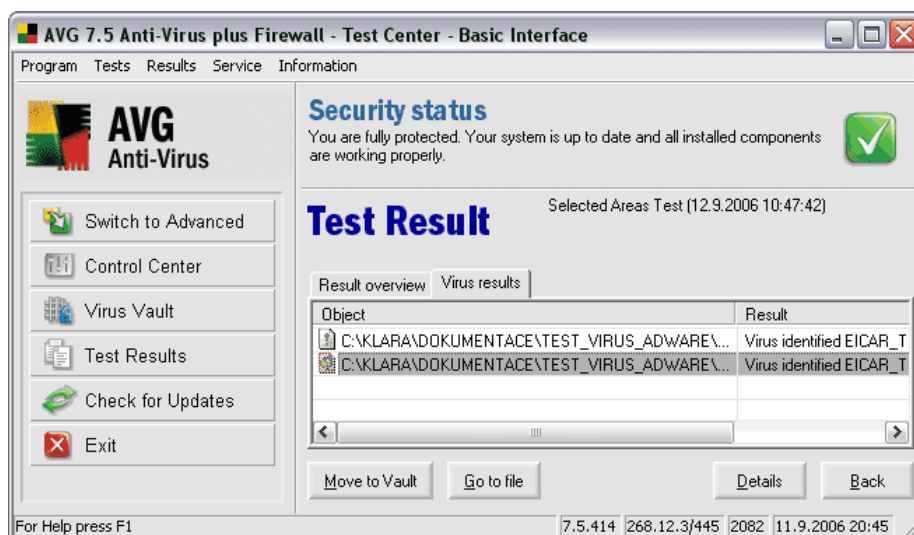 AVG 7.5 Anti-Virus plus Firewall - Test Center - Basic Interface
Program Tests Results Service Information
AVG
Anti-Virus
Switch to Advanced
Control Center
Virus Vault
Test Results
Check for Updates
Exit
Security status
You are fully protected. Your system is up to date and all installed components
are working properly.
Test Result
Selected Areas Test (12.9.2006 10:47:42)
Result overview Virus results
Object Result
C:\KLARA\DOKUMENTACE\TEST_VIRUS_ADWARE\... Virus identified EICAR_T
C:\KLARA\DOKUMENTACE\TEST_VIRUS_ADWARE\... Virus identified EICAR_T
Move to Vault Go to file Details Back
For Help press F1 7.5.414 268.12.3/445 2082 11.9.2006 20:45